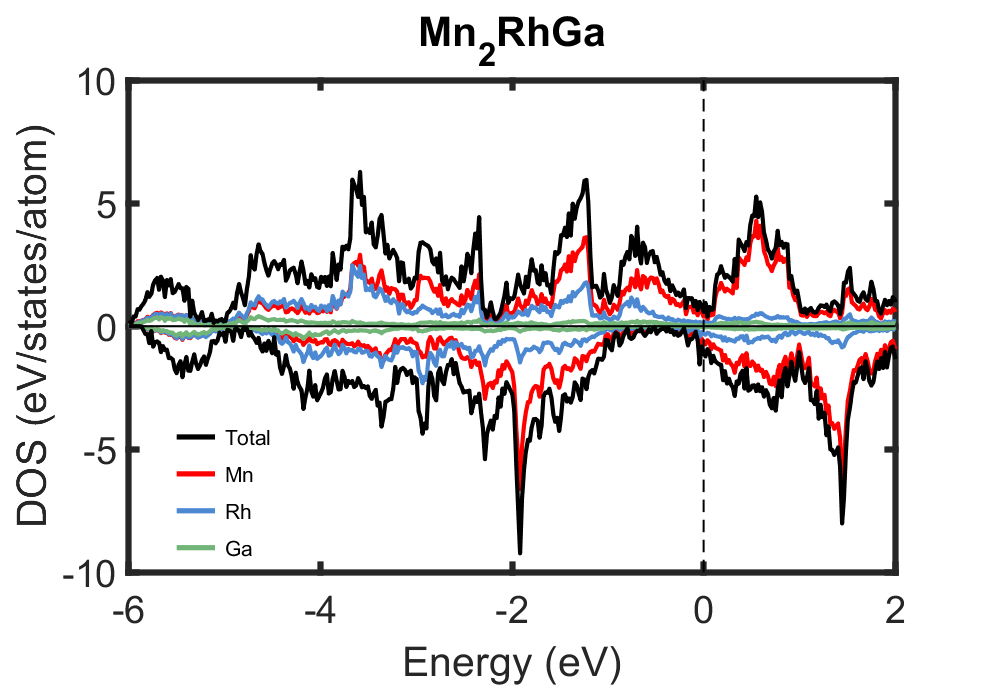 Mn₂RhGa
10
5
0
-5
-10
DOS (eV/states/atom)
Total
Mn
Rh
Ga
-6 -4 -2 0 2
Energy (eV)